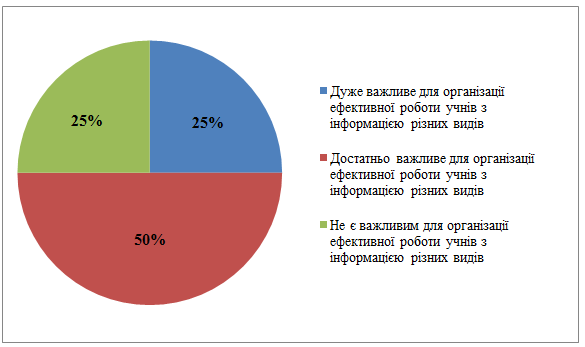 25%
25%
50%
Дуже важливе для організації
ефективної роботи учнів з
інформацією різних видів
Достатньо важливе для організації
ефективної роботи учнів з
інформацією різних видів
Не є важливим для організації
ефективної роботи учнів з
інформацією різних видів